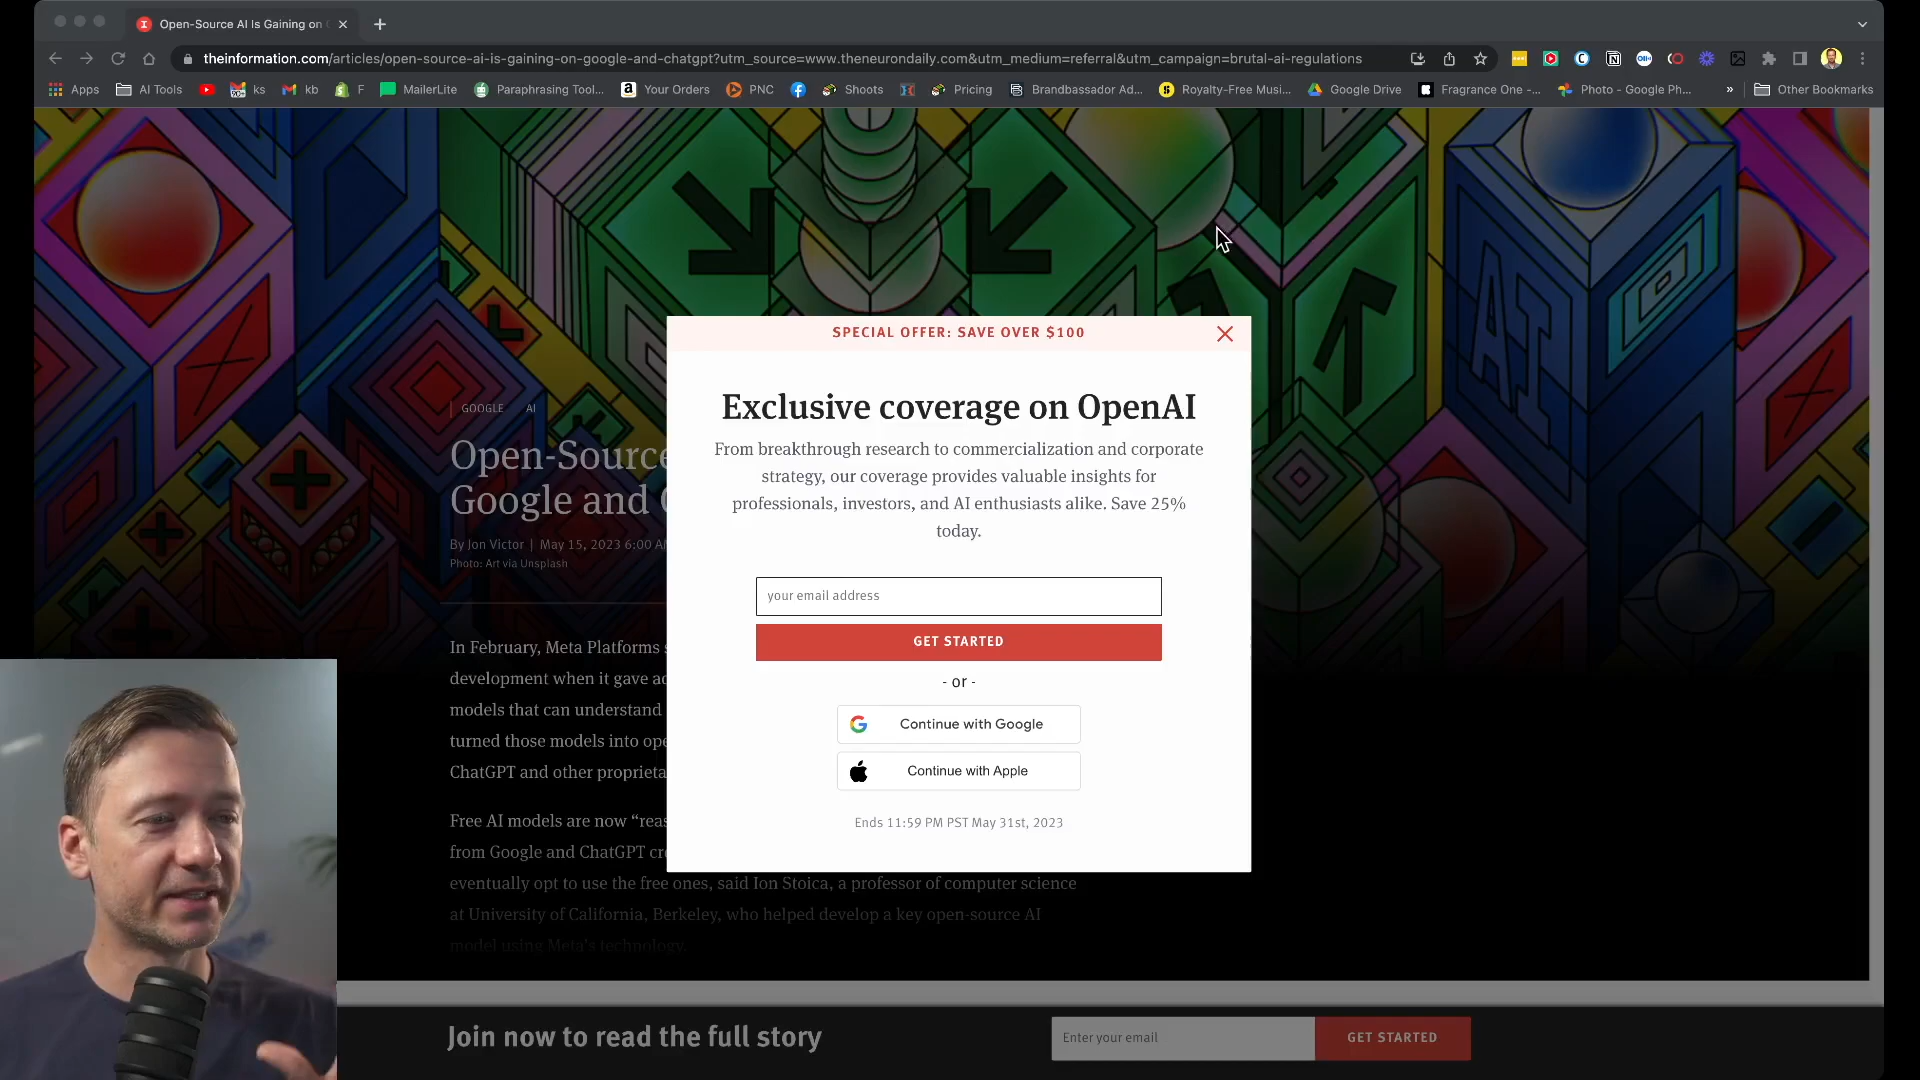 Open-Source AI Is Gaining on
theinformation.com/articles/open-source-ai-is-gaining-on-google-and-chatgpt?utm_source=www.theneurondaily.com&utm_medium=referral&utm_campaign=brutal-ai-regulations
Apps AI Tools ks kb F MailerLite Paraphrasing Tool... Your Orders PNC Shoots Pricing Brandbassador Ad... Royalty-Free Musi... Google Drive Fragrance One -... Photo - Google Ph... » Other Bookmarks
AI
SPECIAL OFFER: SAVE OVER $100
Exclusive coverage on OpenAI
From breakthrough research to commercialization and corporate
strategy, our coverage provides valuable insights for
professionals, investors, and AI enthusiasts alike. Save 25%
today.
your email address
GET STARTED
- or -
Continue with Google
Continue with Apple
Ends 11:59 PM PST May 31st, 2023
GOOGLE AI
Open-Source
Google and
By Jon Victor | May 15, 2023 6:00
Photo: Art via Unsplash
In February, Meta Platforms
development when it gave
models that can understand
turned those models into
ChatGPT and other
Free AI models are now
from Google and ChatGPT
eventually opt to use the free ones, said Ion Stoica, a professor of computer science
at University of California, Berkeley, who helped develop a key open-source AI
model using Meta's technology.
Join now to read the full story
Enter your email
GET STARTED